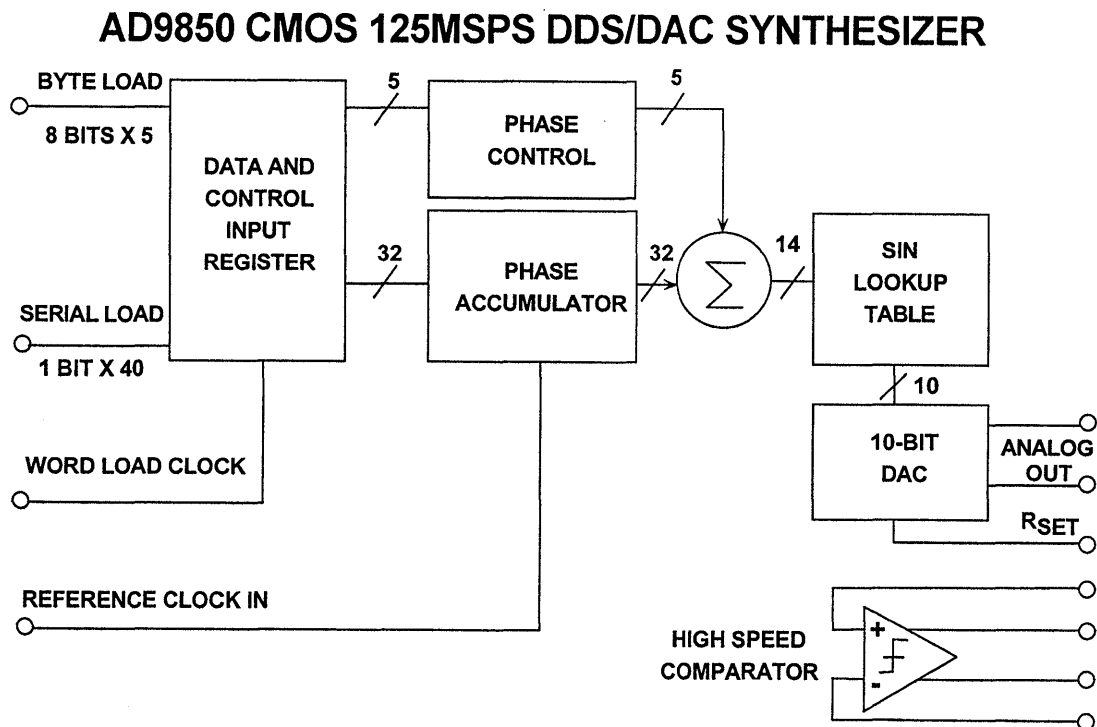 AD9850 CMOS 125MSPS DDS/DAC SYNTHESIZER
BYTE LOAD
8 BITS X 5
DATA AND
CONTROL
INPUT
REGISTER
5
PHASE
CONTROL
5
32
PHASE
ACCUMULATOR
32
Σ
14
SIN
LOOKUP
TABLE
SERIAL LOAD
1 BIT X 40
10
10-BIT
DAC
ANALOG
OUT
RSET
WORD LOAD CLOCK
REFERENCE CLOCK IN
HIGH SPEED
COMPARATOR
+
-